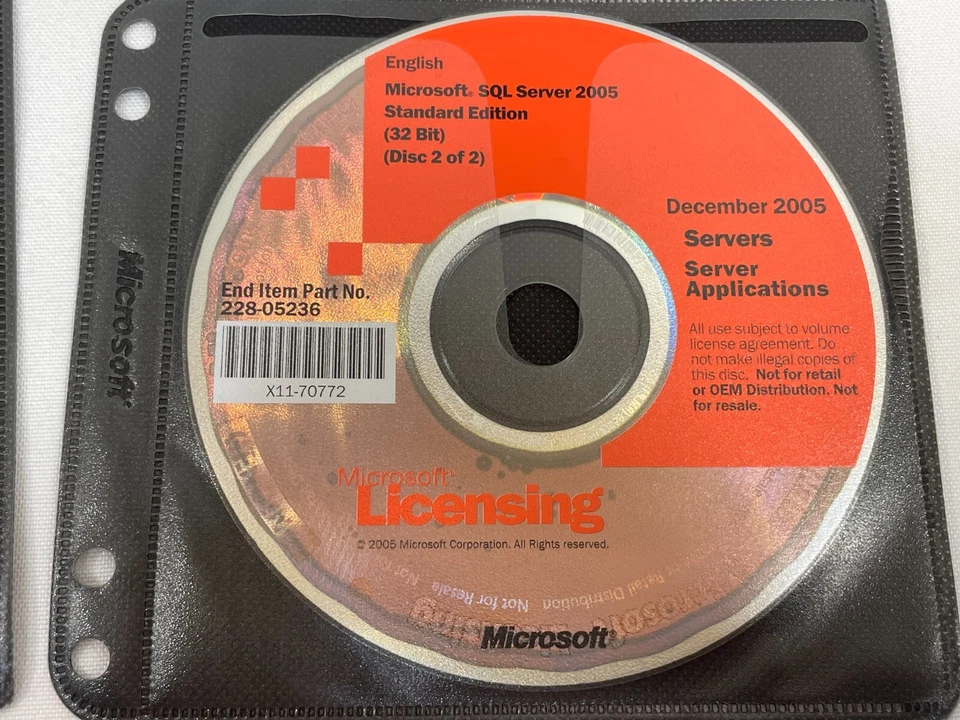 English
Microsoft® SQL Server 2005
Standard Edition
(32 Bit)
(Disc 2 of 2)
December 2005
Servers
Server
Applications
End Item Part No.
228-05236
X11-70772
All use subject to volume
license agreement. Do
not make illegal copies of
this disc. Not for retail
or OEM Distribution. Not
for resale.
Microsoft®
Licensing
© 2005 Microsoft Corporation. All Rights reserved.
Not for Resale
Retail Distribution
Microsoft®
Microsoft®